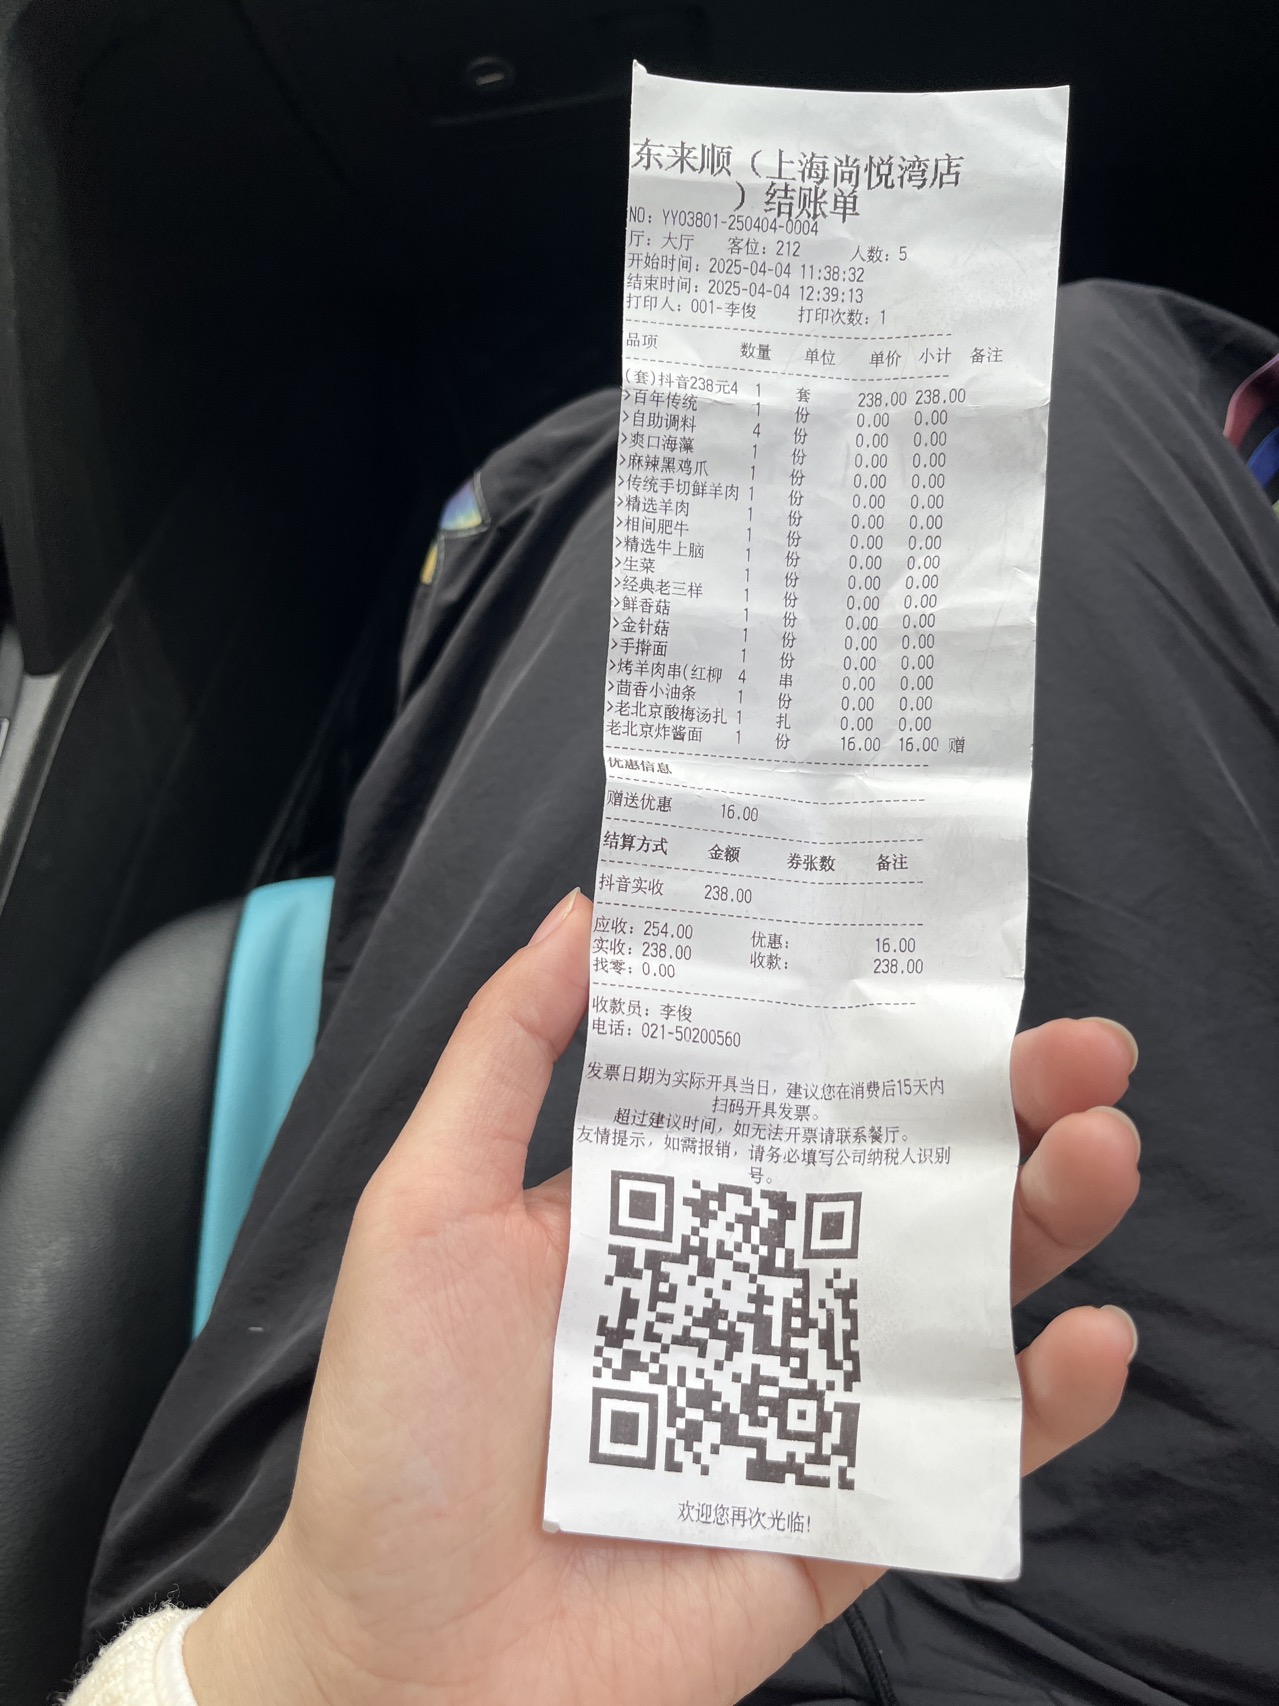 东来顺（上海尚悦湾店
）结账单
NO: YY03801-250404-0004
厅: 大厅 客位: 212 人数: 5
开始时间: 2025-04-04 11:38:32
结束时间: 2025-04-04 12:39:13
打印人: 001-李俊 打印次数: 1
品项 数量 单位 单价 小计 备注
(套)抖音238元4 1 套 238.00 238.00
>百年传统 1 份 0.00 0.00
>自助调料 4 份 0.00 0.00
>爽口海藻 1 份 0.00 0.00
>麻辣黑鸡爪 1 份 0.00 0.00
>传统手切鲜羊肉 1 份 0.00 0.00
>精选羊肉 1 份 0.00 0.00
>相间肥牛 1 份 0.00 0.00
>精选牛上脑 1 份 0.00 0.00
>生菜 1 份 0.00 0.00
>经典老三样 1 份 0.00 0.00
>鲜香菇 1 份 0.00 0.00
>金针菇 1 份 0.00 0.00
>手擀面 1 份 0.00 0.00
>烤羊肉串(红柳 4 串 0.00 0.00
>茴香小油条 1 份 0.00 0.00
>老北京酸梅汤扎 1 扎 0.00 0.00
老北京炸酱面 1 份 16.00 16.00 赠
优惠信息
赠送优惠 16.00
结算方式 金额 券张数 备注
抖音实收 238.00
应收: 254.00 优惠: 16.00
实收: 238.00 收款: 238.00
找零: 0.00
收款员: 李俊
电话: 021-50200560
发票日期为实际开具当日, 建议您在消费后15天内
扫码开具发票。
超过建议时间, 如无法开票请联系餐厅。
友情提示, 如需报销, 请务必填写公司纳税人识别
号。
欢迎您再次光临!